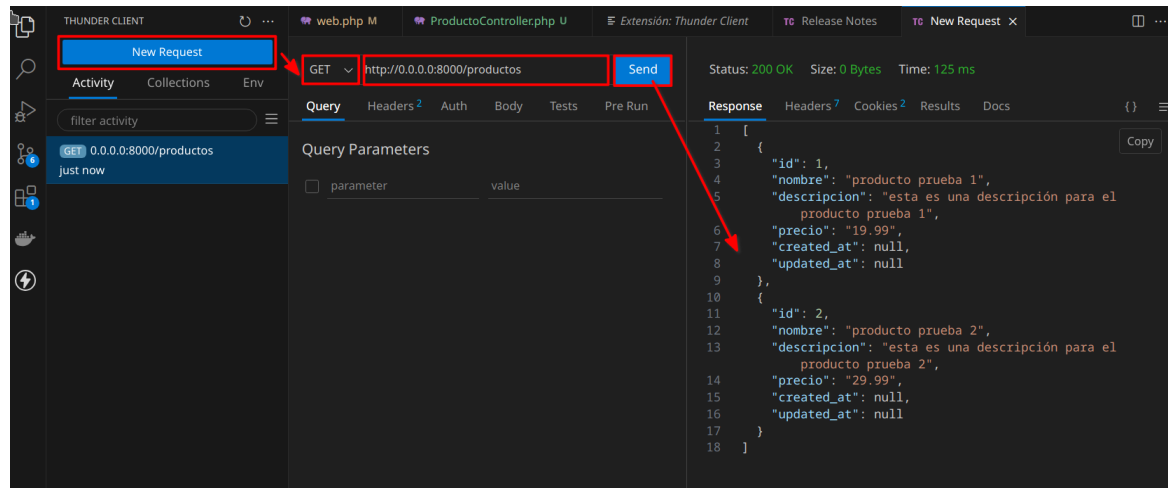 THUNDER CLIENT
New Request
Activity Collections Env
filter activity
GET 0.0.0.0:8000/productos
just now
6
1
web.php M ProductoController.php U Extensión: Thunder Client TC Release Notes TC New Request
GET http://0.0.0.0:8000/productos Send
Query Headers 2 Auth Body Tests Pre Run
Query Parameters
parameter value
Status: 200 OK Size: 0 Bytes Time: 125 ms
Response Headers 7 Cookies 2 Results Docs {}
Copy
1 [
2 {
3 "id": 1,
4 "nombre": "producto prueba 1",
5 "descripcion": "esta es una descripción para el
producto prueba 1",
6 "precio": "19.99",
7 "created_at": null,
8 "updated_at": null
9 },
10 {
11 "id": 2,
12 "nombre": "producto prueba 2",
13 "descripcion": "esta es una descripción para el
producto prueba 2",
14 "precio": "29.99",
15 "created_at": null,
16 "updated_at": null
17 }
18 ]